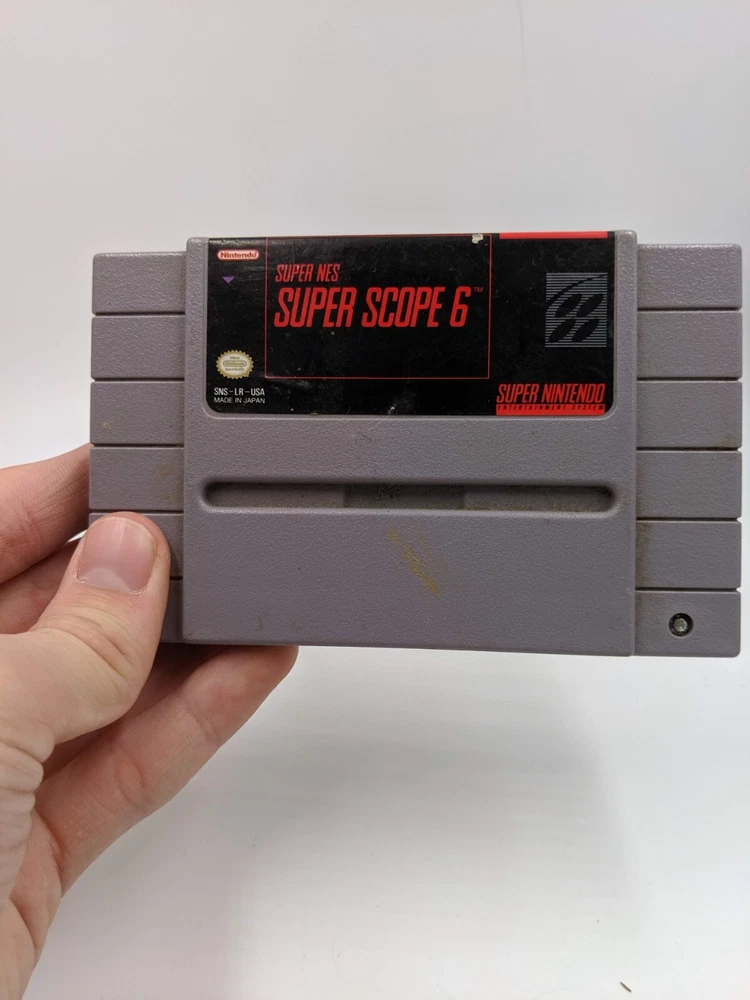 Nintendo
SUPER NES
SUPER SCOPE 6™
SNS-LR-USA
MADE IN JAPAN
SUPER NINTENDO
ENTERTAINMENT SYSTEM